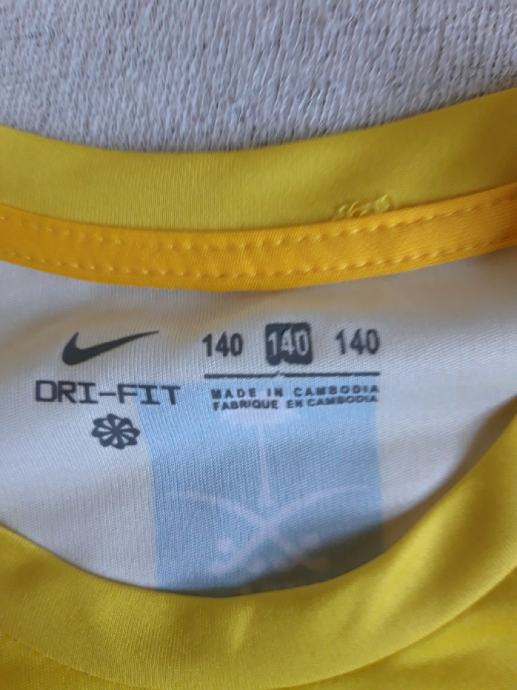 140 140 140
DRI-FIT
MADE IN CAMBODIA
FABRIQUE EN CAMBODIA